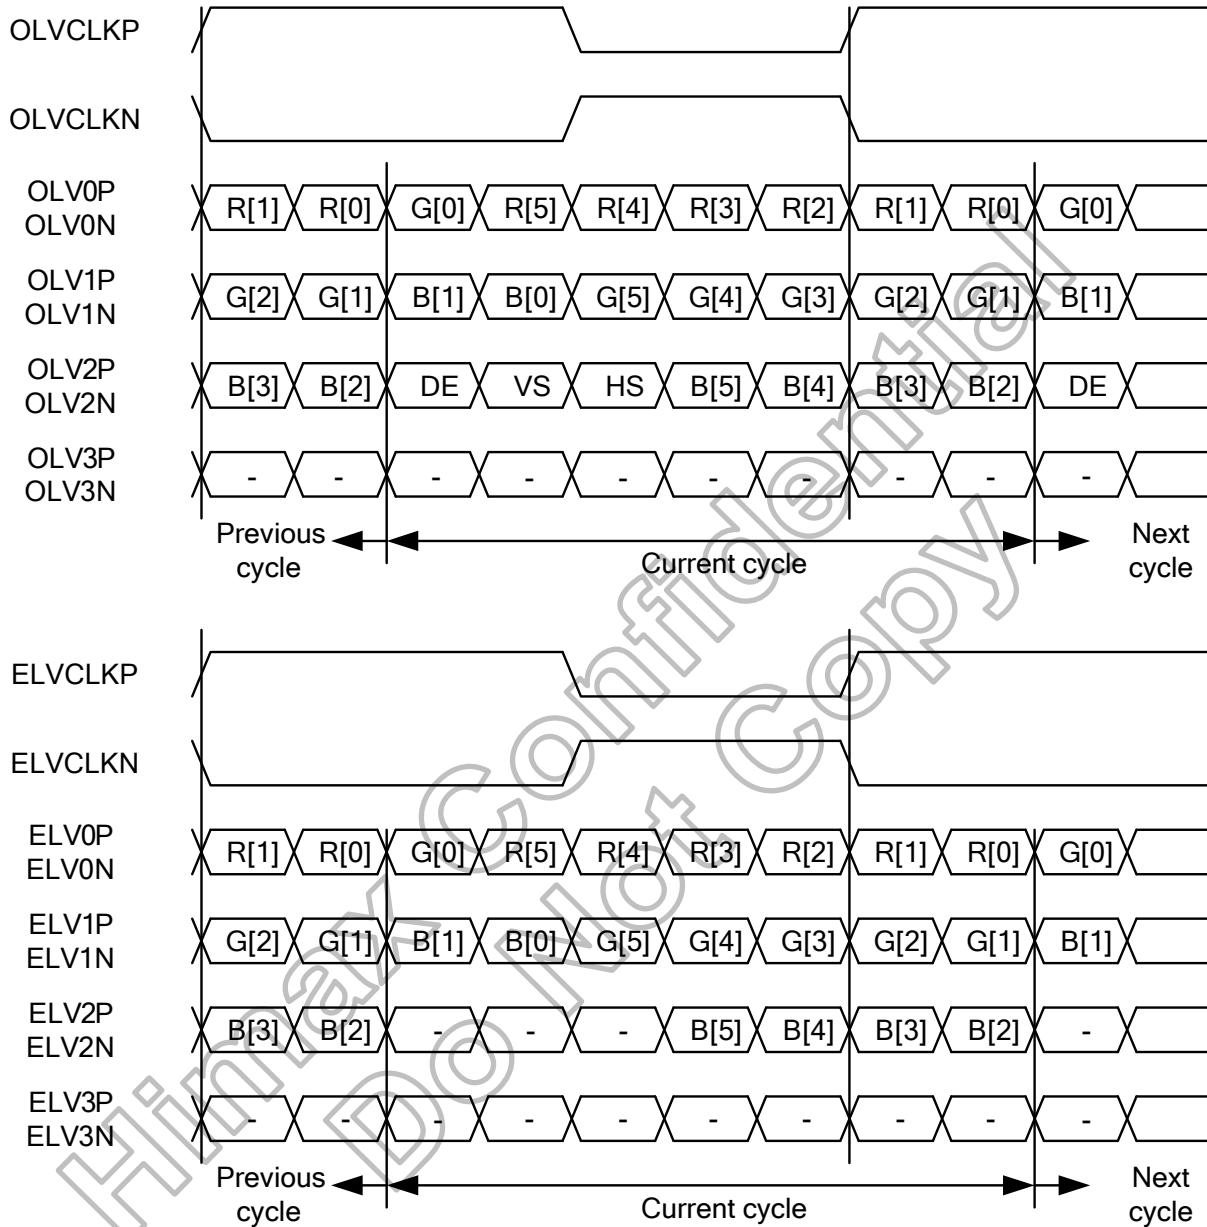 OLVCLKP
OLVCLKN
OLV0P
OLV0N
R[1] R[0] G[0] R[5] R[4] R[3] R[2] R[1] R[0] G[0]
OLV1P
OLV1N
G[2] G[1] B[1] B[0] G[5] G[4] G[3] G[2] G[1] B[1]
OLV2P
OLV2N
B[3] B[2] DE VS HS B[5] B[4] B[3] B[2] DE
OLV3P
OLV3N
- - - - - - - - - -
Previous
cycle
Current cycle
Next
cycle
ELVCLKP
ELVCLKN
ELV0P
ELV0N
R[1] R[0] G[0] R[5] R[4] R[3] R[2] R[1] R[0] G[0]
ELV1P
ELV1N
G[2] G[1] B[1] B[0] G[5] G[4] G[3] G[2] G[1] B[1]
ELV2P
ELV2N
B[3] B[2] - - - B[5] B[4] B[3] B[2] -
ELV3P
ELV3N
- - - - - - - - - -
Previous
cycle
Current cycle
Next
cycle
Himax Confidential
Do Not Copy